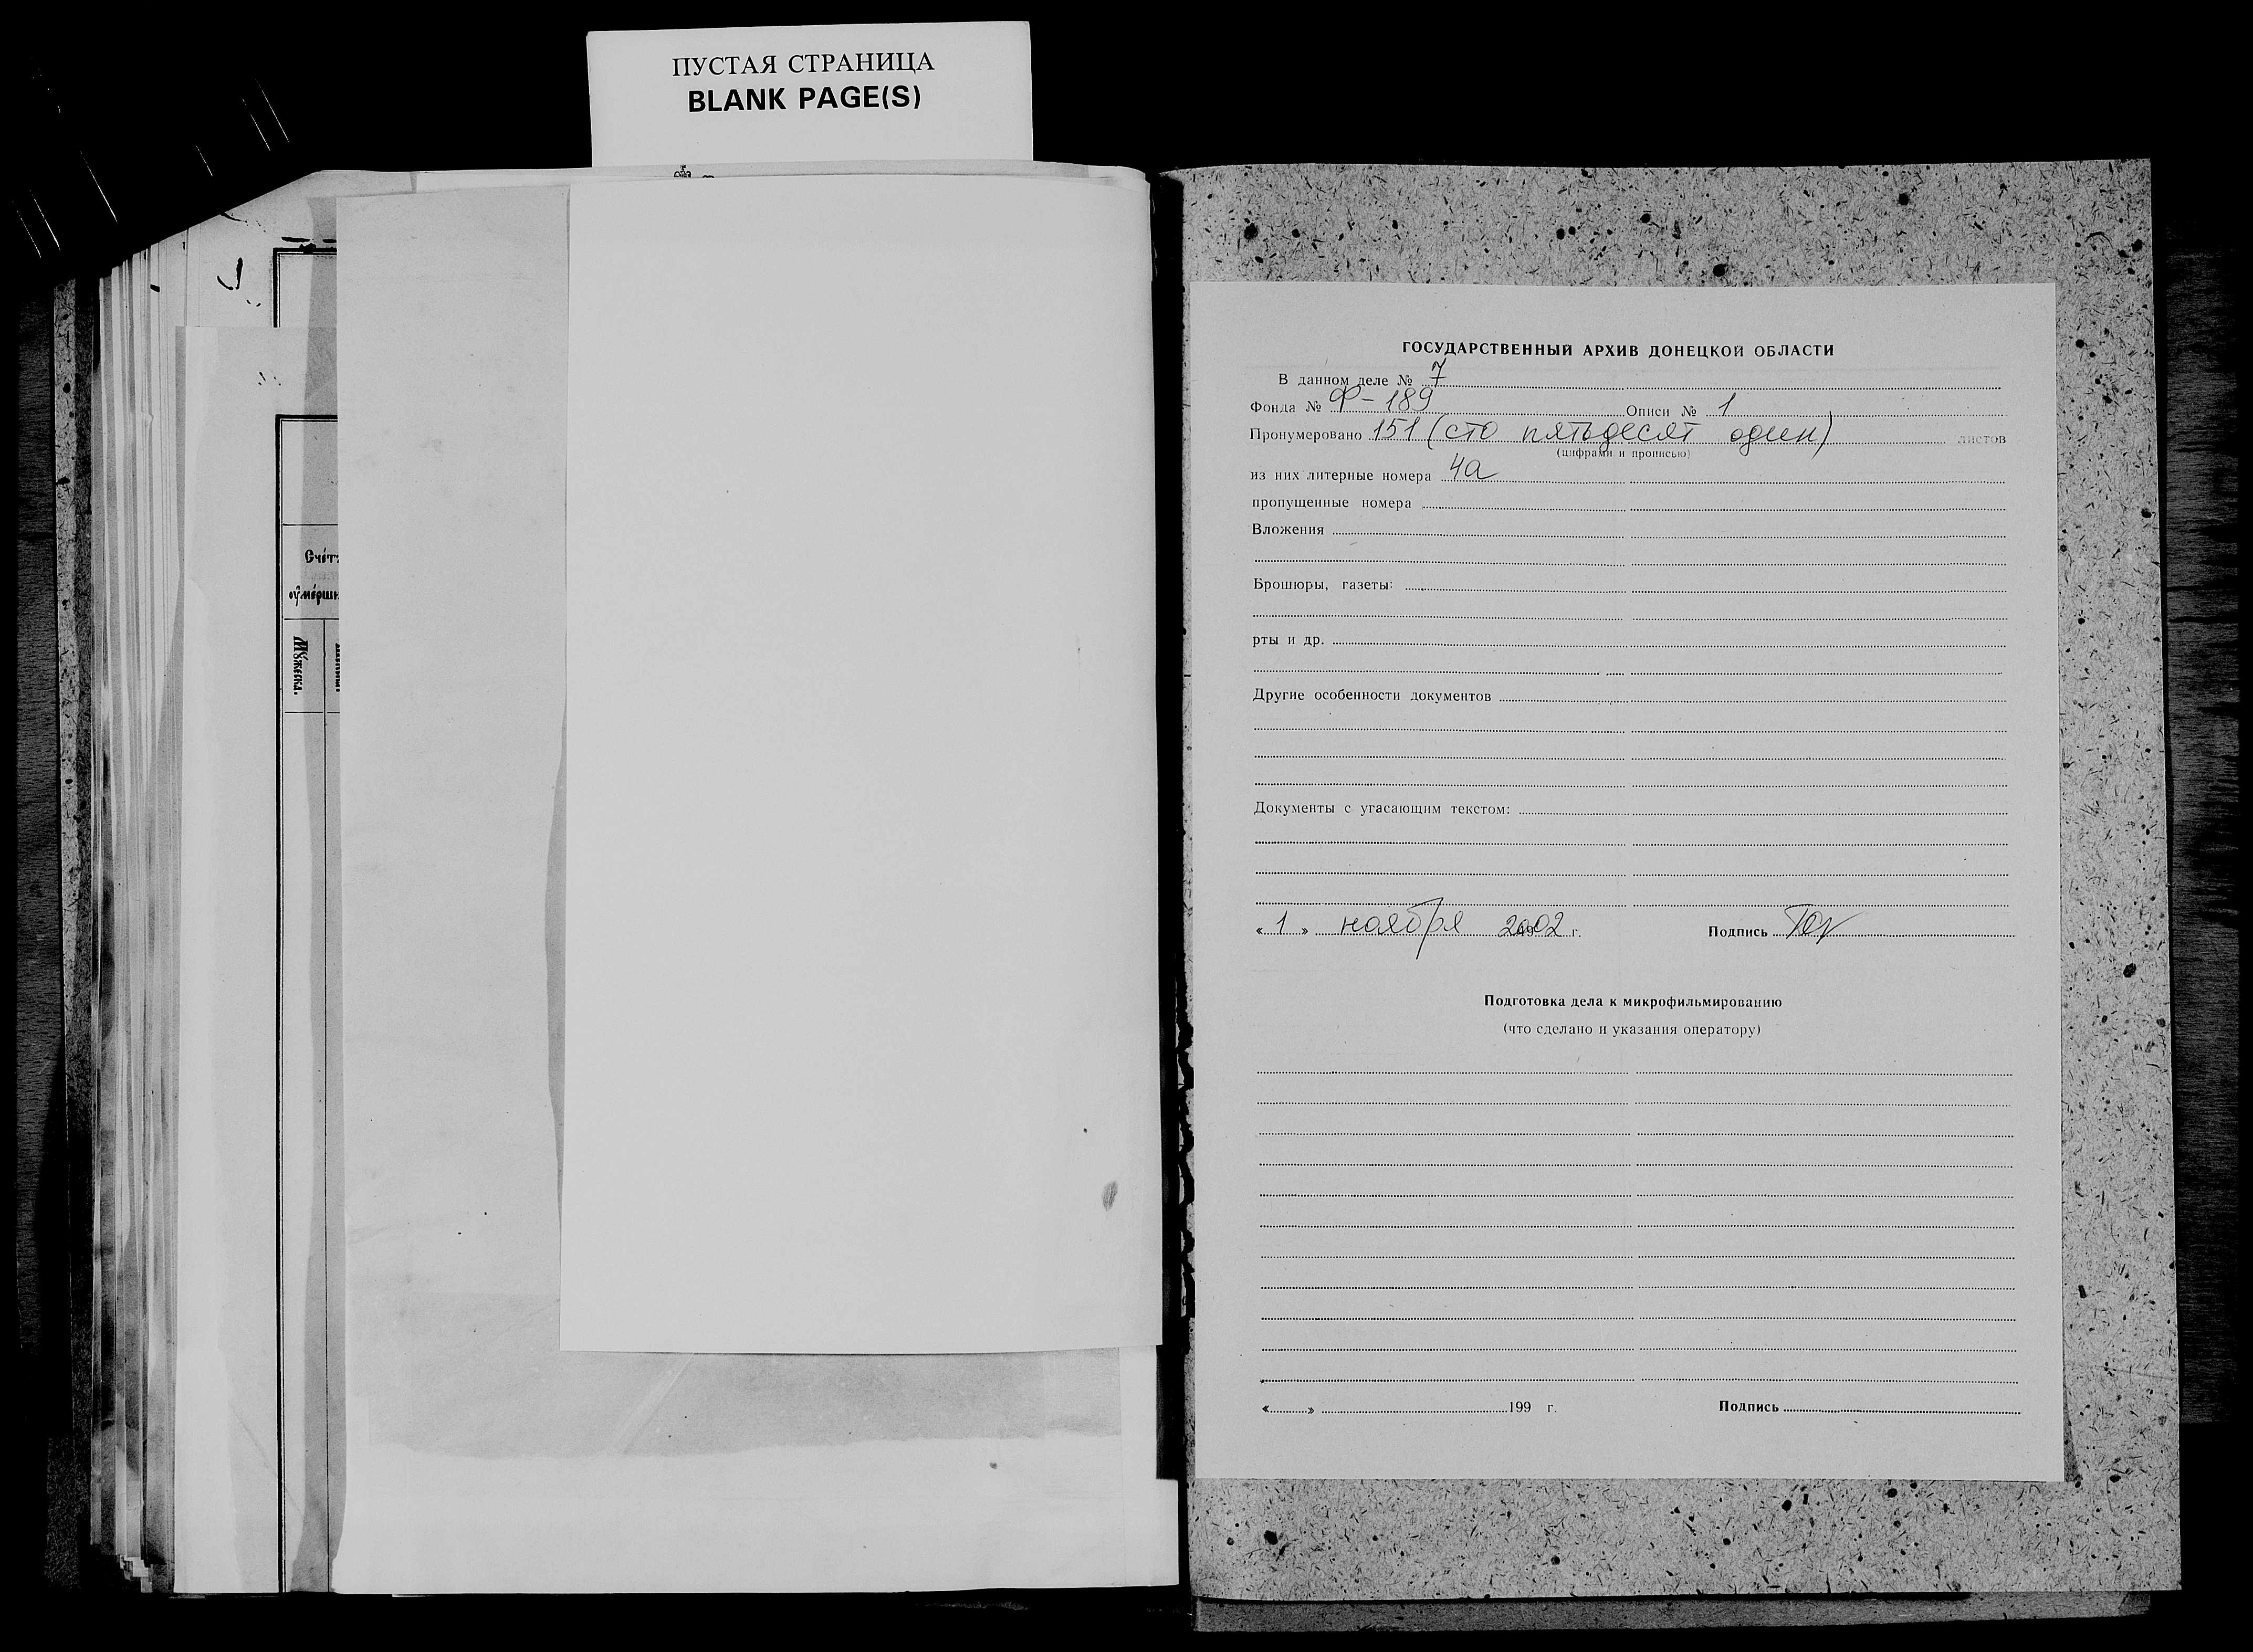 ПУСТАЯ СТРАНИЦА
BLANK PAGE(S)
Счёт
оумерши
Мужеска.
ГОСУДАРСТВЕННЫЙ АРХИВ ДОНЕЦКОЙ ОБЛАСТИ
В данном деле № 7
Фонда № Ф-189 Описи № 1
Пронумеровано 151 (сто пятьдесят один) листов
(цифрами и прописью)
из них литерные номера 4а
пропущенные номера
Вложения
Брошюры, газеты:
рты и др.
Другие особенности документов
Документы с угасающим текстом:
« 1 » ноября 2002 г. Подпись
Подготовка дела к микрофильмированию
(что сделано и указания оператору)
« » 199 г. Подпись